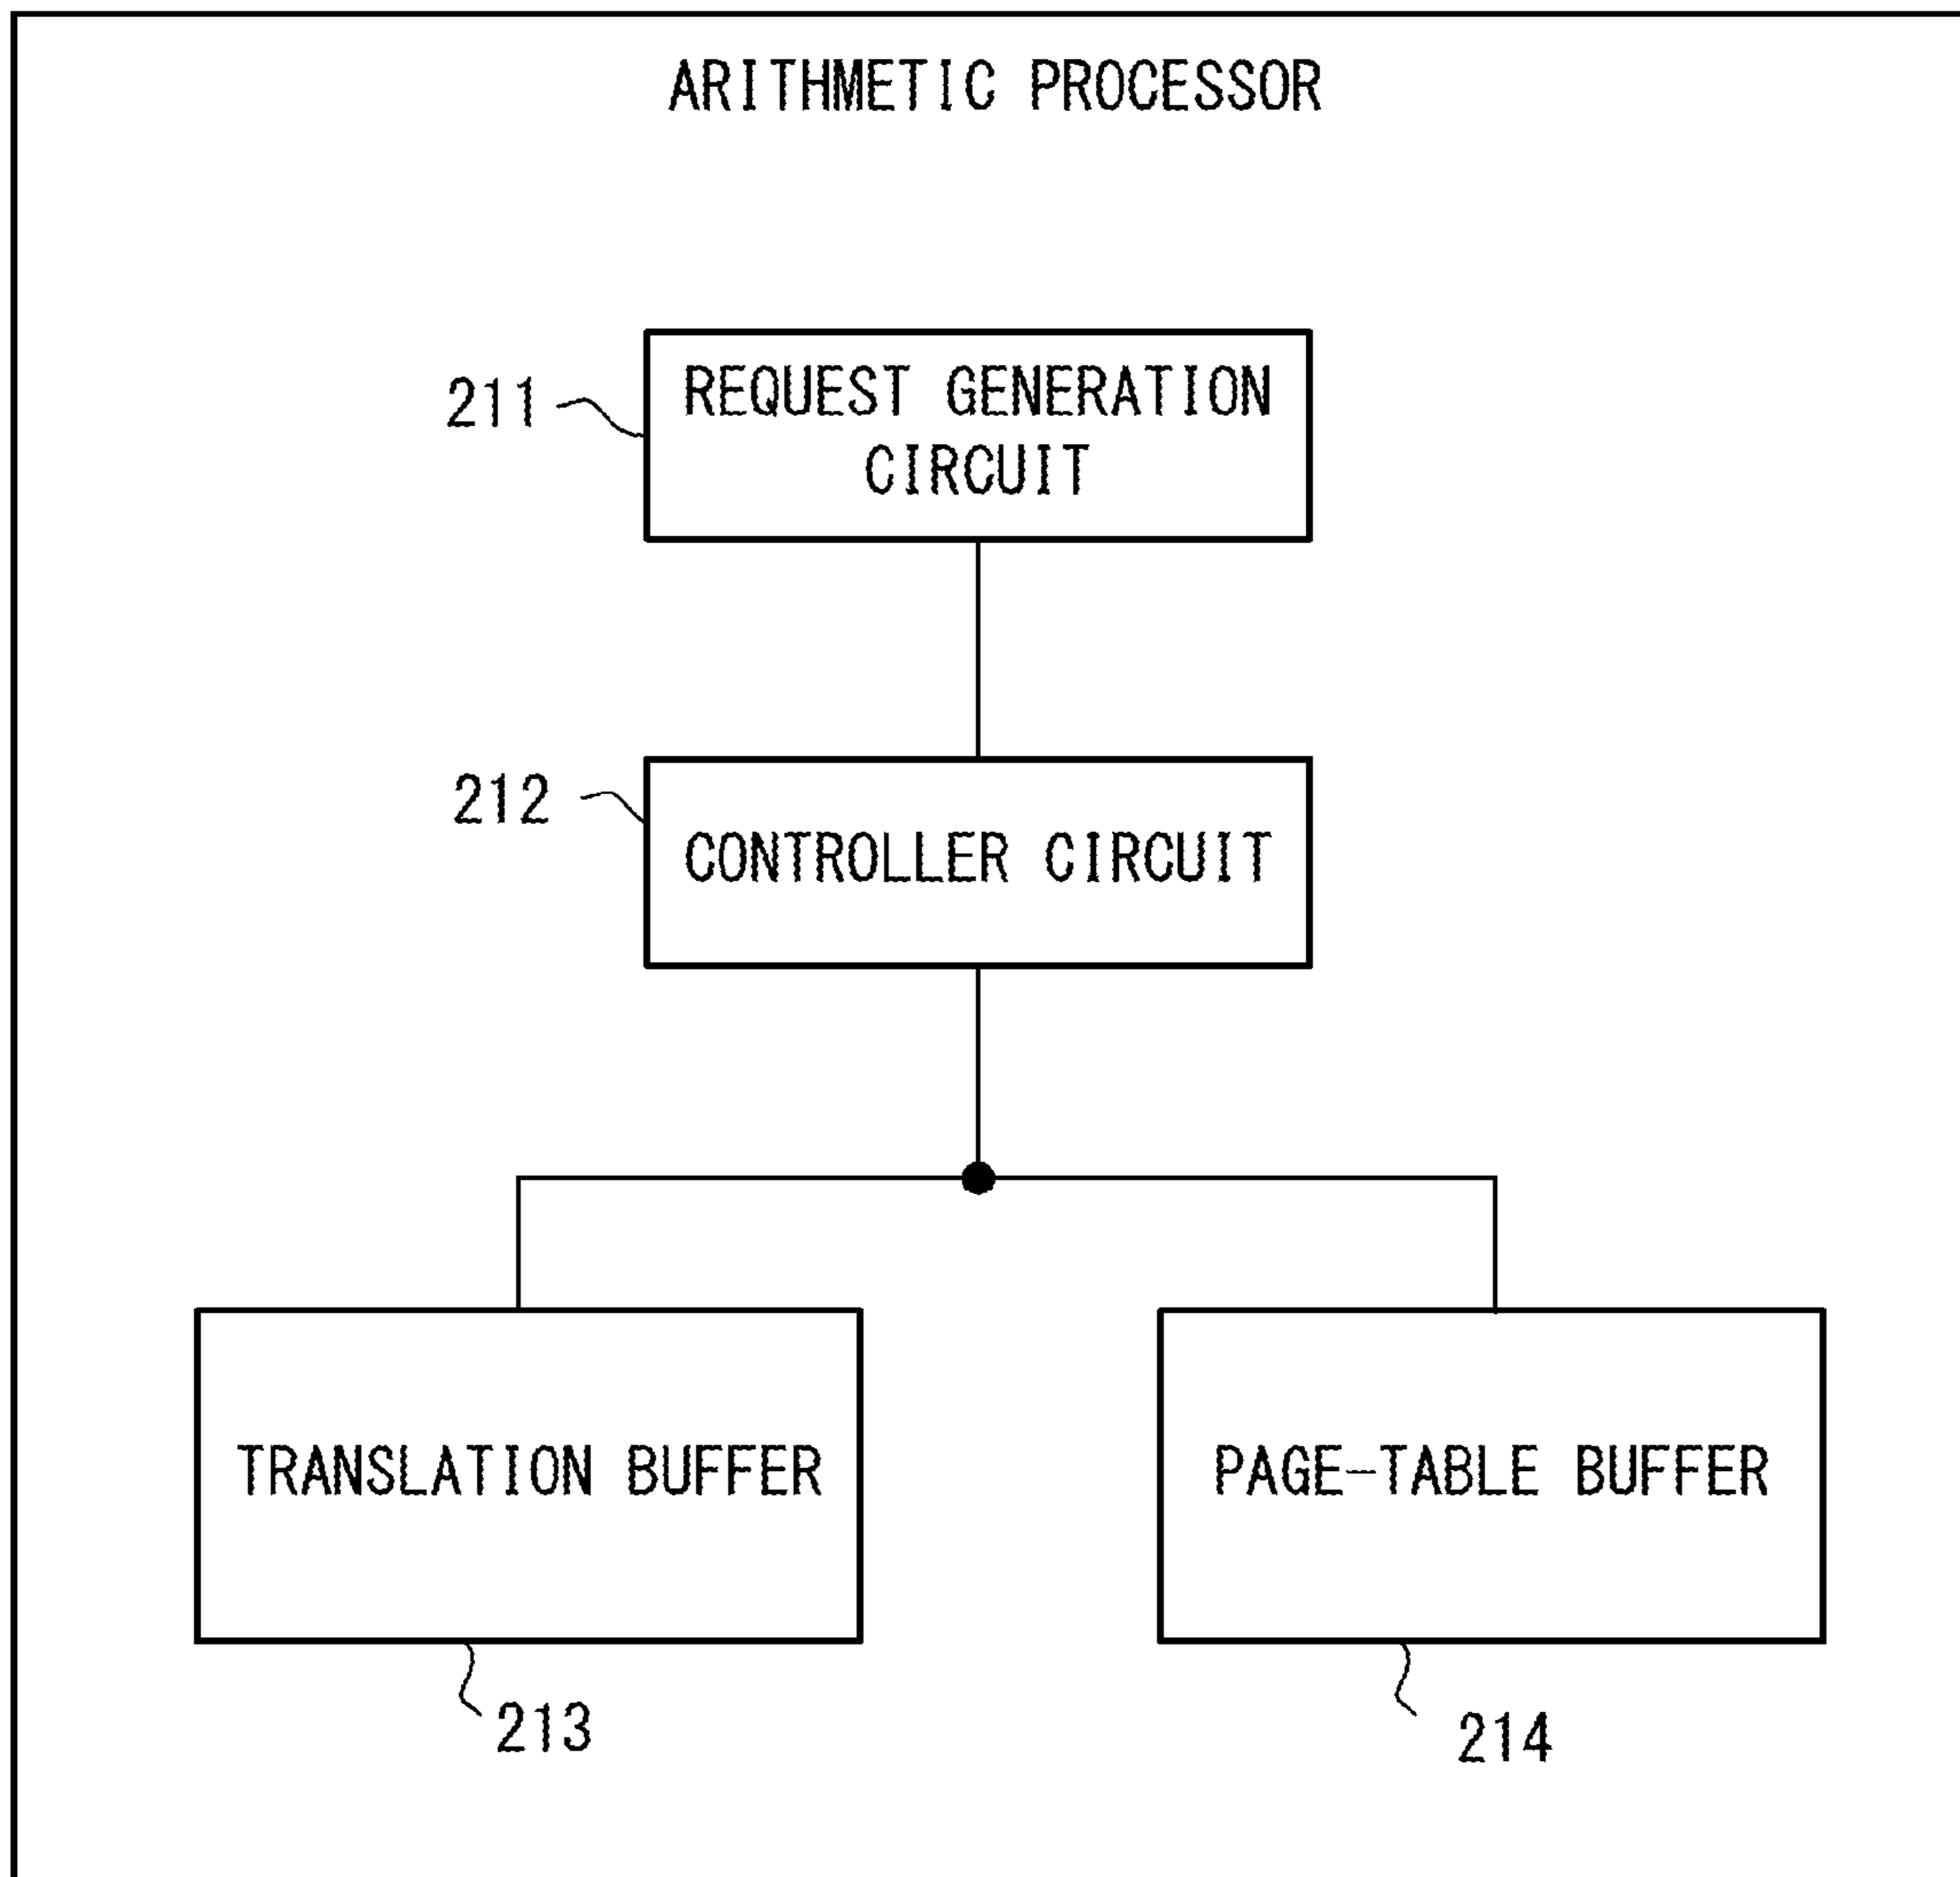 ARITHMETIC PROCESSOR
211
REQUEST GENERATION
CIRCUIT
212
CONTROLLER CIRCUIT
TRANSLATION BUFFER
PAGE-TABLE BUFFER
213
214